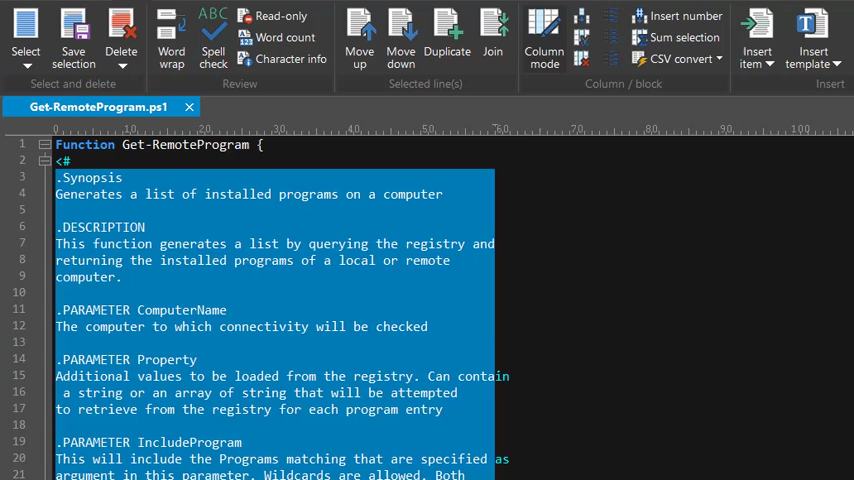 Select
Save selection
Delete
Select and delete
Word wrap
ABC
Spell check
Read-only
Word count
Character info
Review
Move up
Move down
Duplicate
Join
Selected line(s)
Column mode
Insert number
Sum selection
CSV convert
Column / block
Insert item
Insert template
Insert
Get-RemoteProgram.ps1
0 10 20 30 40 50 60 70 80 90 100
1 Function Get-RemoteProgram {
2 <#
3 .Synopsis
4 Generates a list of installed programs on a computer
5
6 .DESCRIPTION
7 This function generates a list by querying the registry and
8 returning the installed programs of a local or remote
9 computer.
10
11 .PARAMETER ComputerName
12 The computer to which connectivity will be checked
13
14 .PARAMETER Property
15 Additional values to be loaded from the registry. Can contain
16 a string or an array of string that will be attempted
17 to retrieve from the registry for each program entry
18
19 .PARAMETER IncludeProgram
20 This will include the Programs matching that are specified as
21 argument in this parameter. Wildcards are allowed. Both